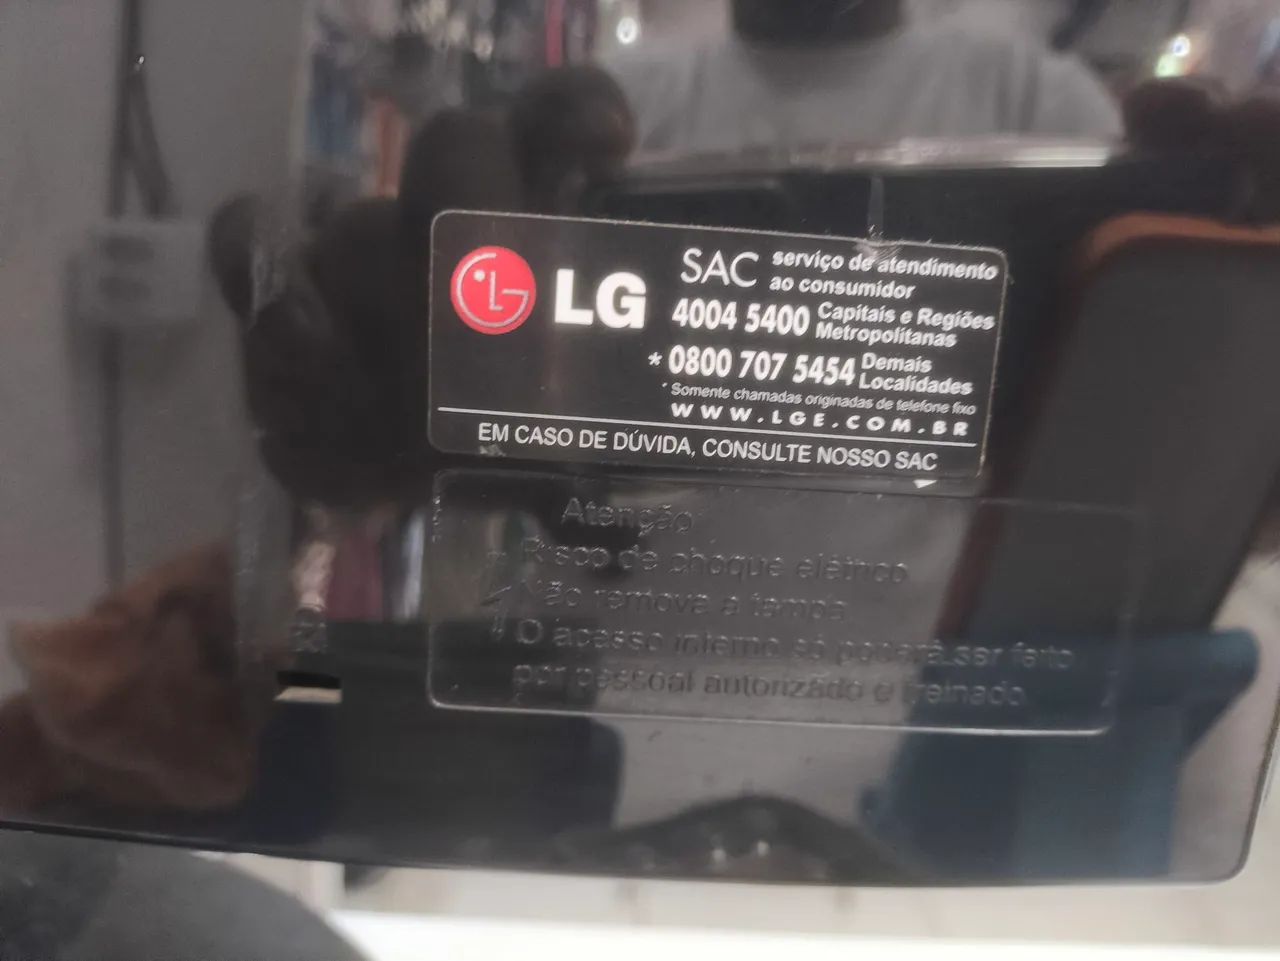 LG
SAC serviço de atendimento
ao consumidor
4004 5400 Capitais e Regiões
Metropolitanas
* 0800 707 5454 Demais
Localidades
* Somente chamadas originadas de telefone fixo
WWW.LGE.COM.BR
EM CASO DE DÚVIDA, CONSULTE NOSSO SAC
Atenção
Risco de choque elétrico
Não remova a tampa
O acesso interno só poderá ser feito
por pessoal autorizado e treinado